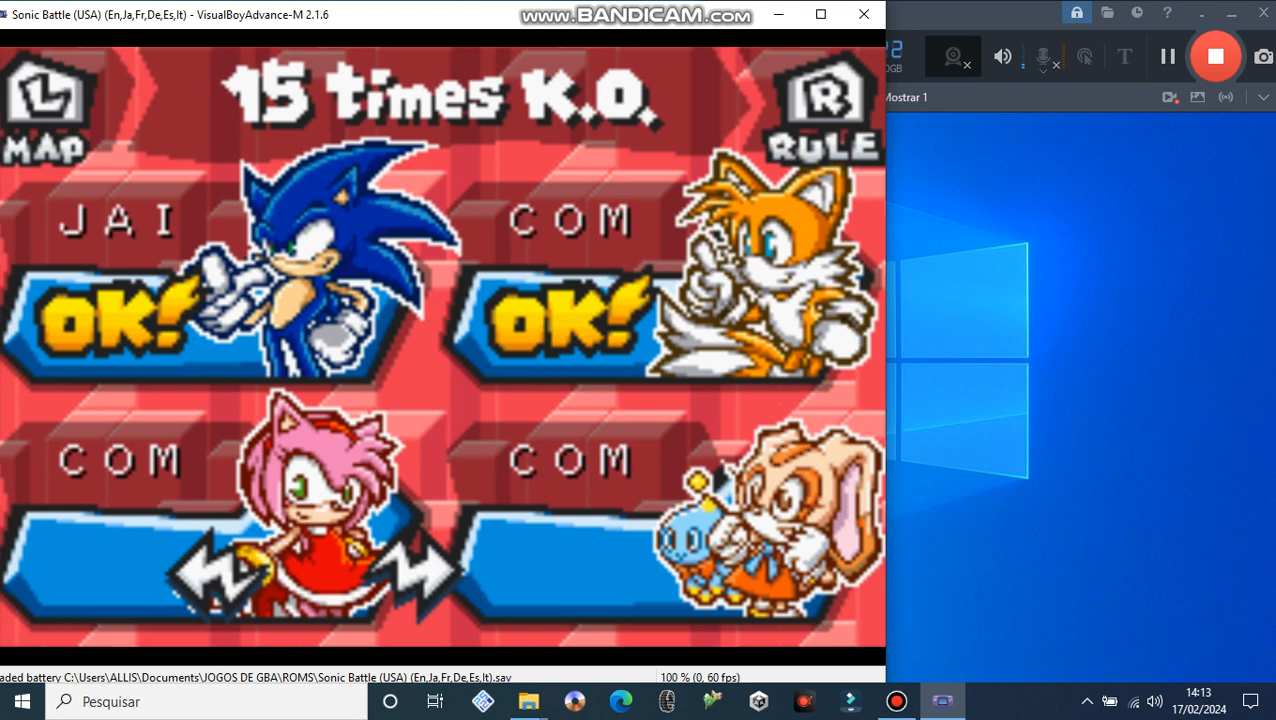 Sonic Battle (USA) (En,Ja,Fr,De,Es,It) - VisualBoyAdvance-M 2.1.6
www.BANDICAM.com
15 times K.O.
L
MAP
R
RULE
JAI
COM
OK!
OK!
COM
COM
aded battery C:\Users\ALLIS\Documents\JOGOS DE GBA\ROMS\Sonic Battle (USA) (En,Ja,Fr,De,Es,It).sav
100 % (0, 60 fps)
2
0GB
T
Mostrar 1
Pesquisar
14:13
17/02/2024